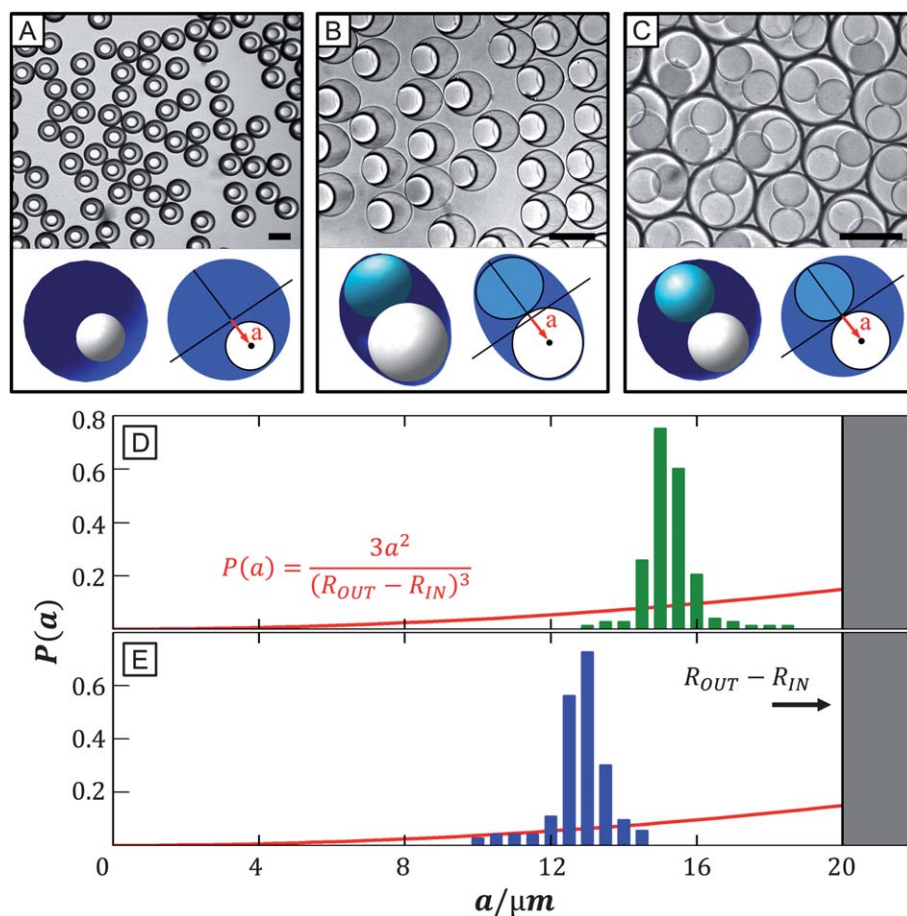 A
B
C
a
a
a
D
0.8
0.6
0.4
0.2
0
P(a) = 3a² / (R_OUT − R_IN)³
P(a)
E
0.6
0.4
0.2
R_OUT − R_IN
0 4 8 12 16 20
a/μm